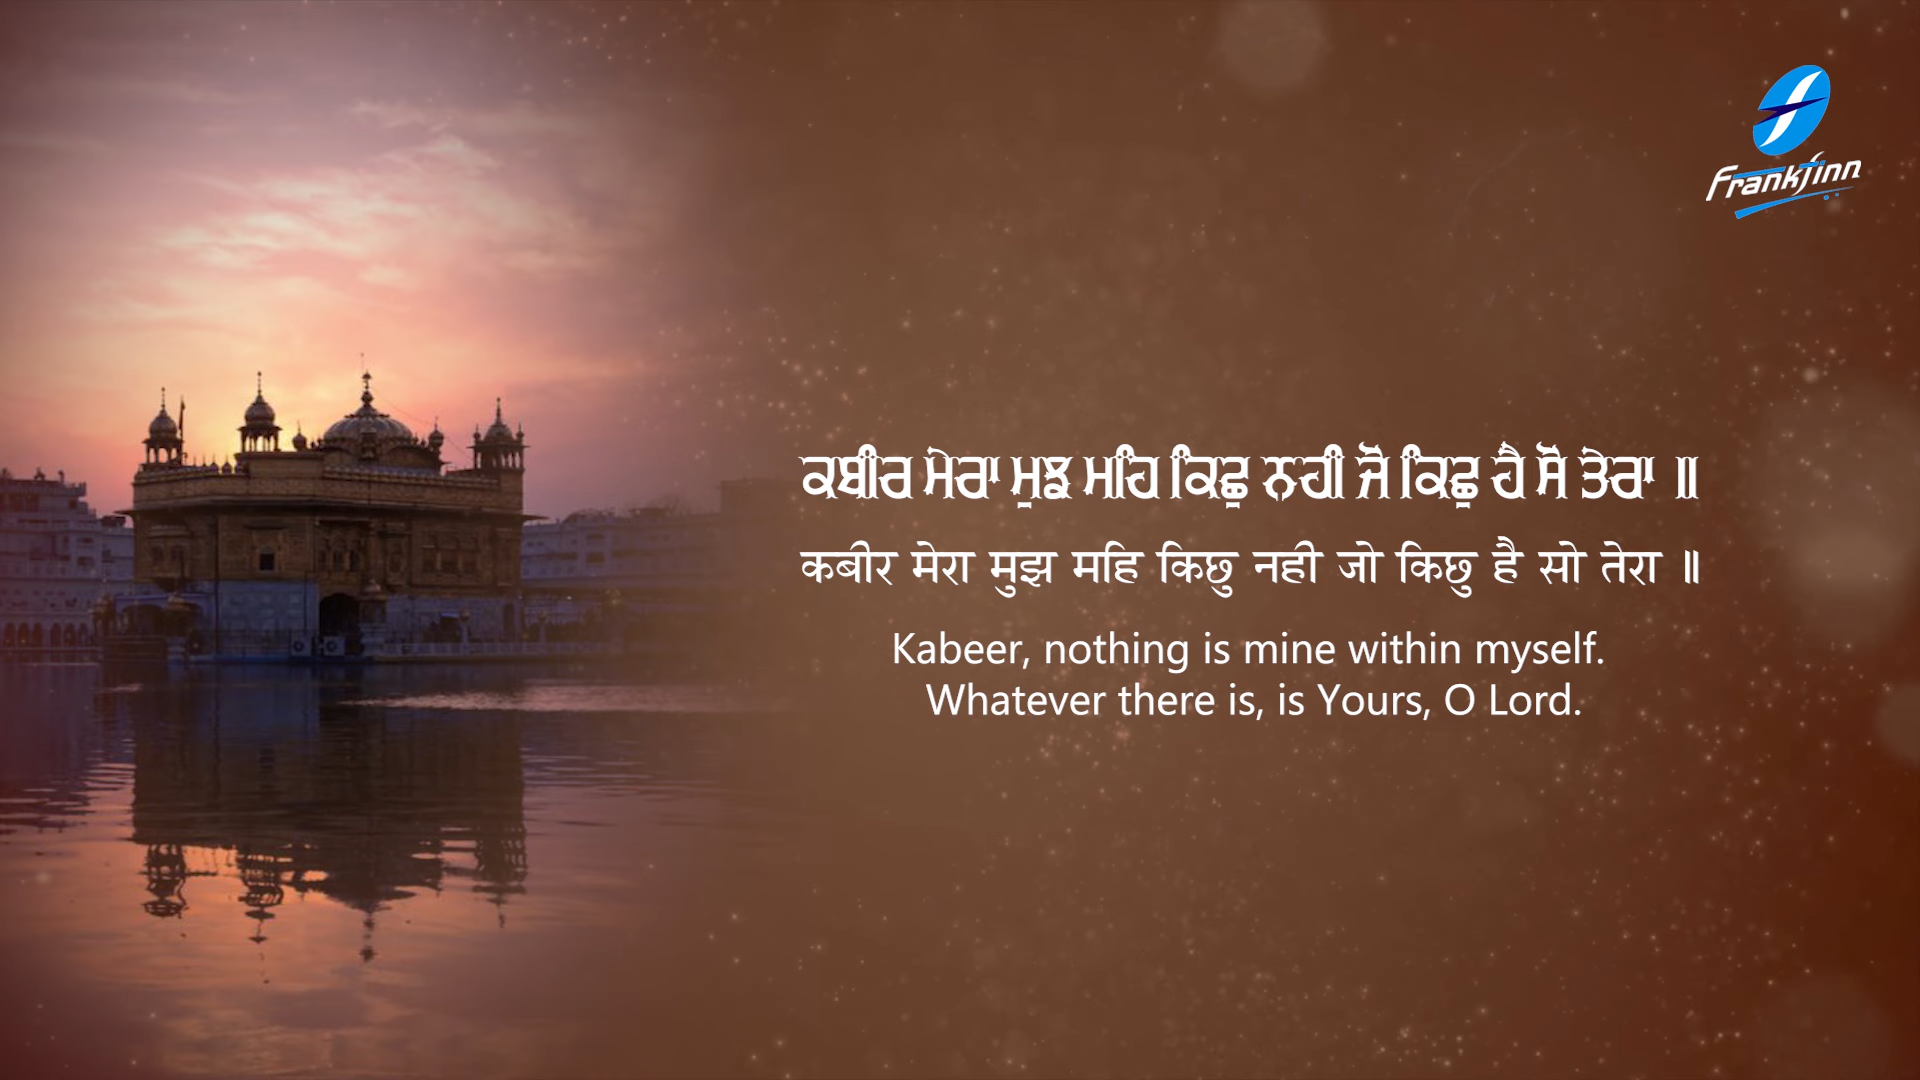 Frankfinn
ਕਬੀਰ ਮੇਰਾ ਮੁਝ ਮਹਿ ਕਿਛੁ ਨਹੀ ਜੋ ਕਿਛੁ ਹੈ ਸੋ ਤੇਰਾ ॥
कबीर मेरा मुझ महि किछु नही जो किछु है सो तेरा ॥
Kabeer, nothing is mine within myself.
Whatever there is, is Yours, O Lord.